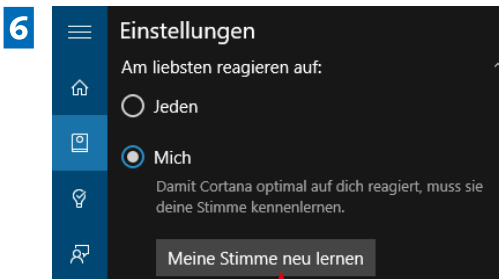 6
Einstellungen
Am liebsten reagieren auf:
Jeden
Mich
Damit Cortana optimal auf dich reagiert, muss sie
deine Stimme kennenlernen.
Meine Stimme neu lernen